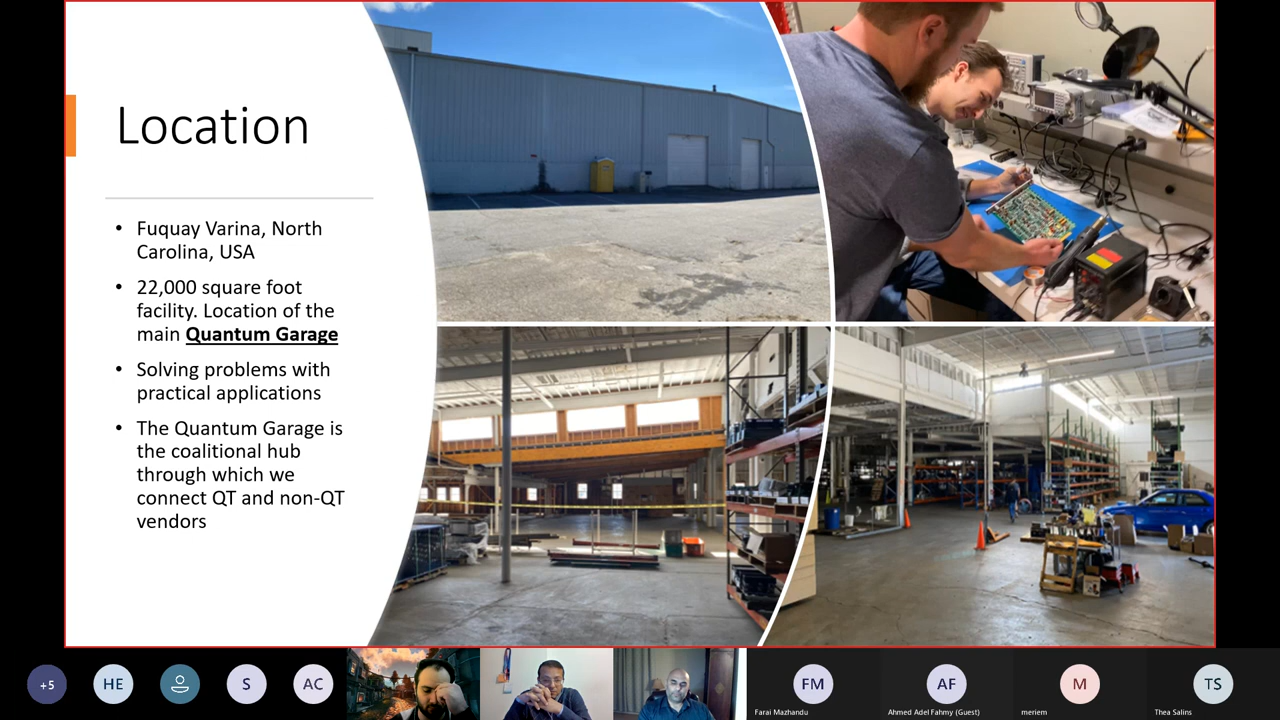 Location
• Fuquay Varina, North
Carolina, USA
• 22,000 square foot
facility. Location of the
main Quantum Garage
• Solving problems with
practical applications
• The Quantum Garage is
the coalitional hub
through which we
connect QT and non-QT
vendors
+5
HE
S
AC
FM
AF
M
TS
Farai Mazhandu
Ahmed Adel Fahmy (Guest)
meriem
Thea Salins